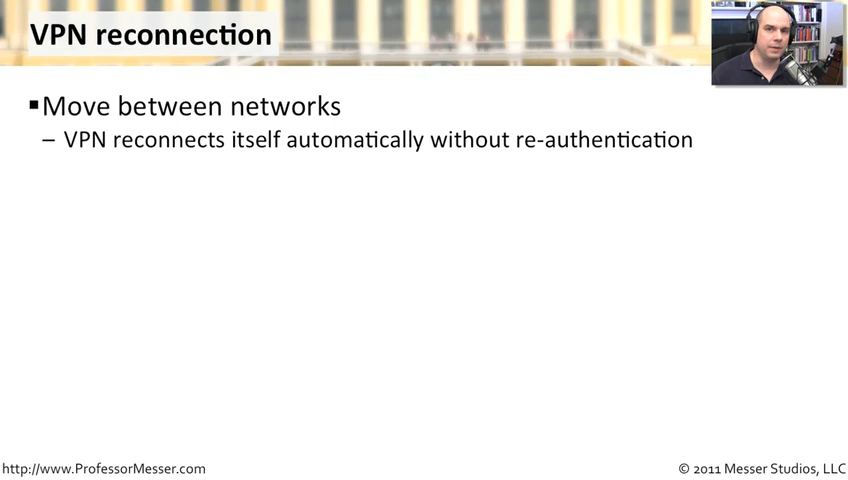 VPN reconnection
▪Move between networks
– VPN reconnects itself automatically without re-authentication
http://www.ProfessorMesser.com
© 2011 Messer Studios, LLC